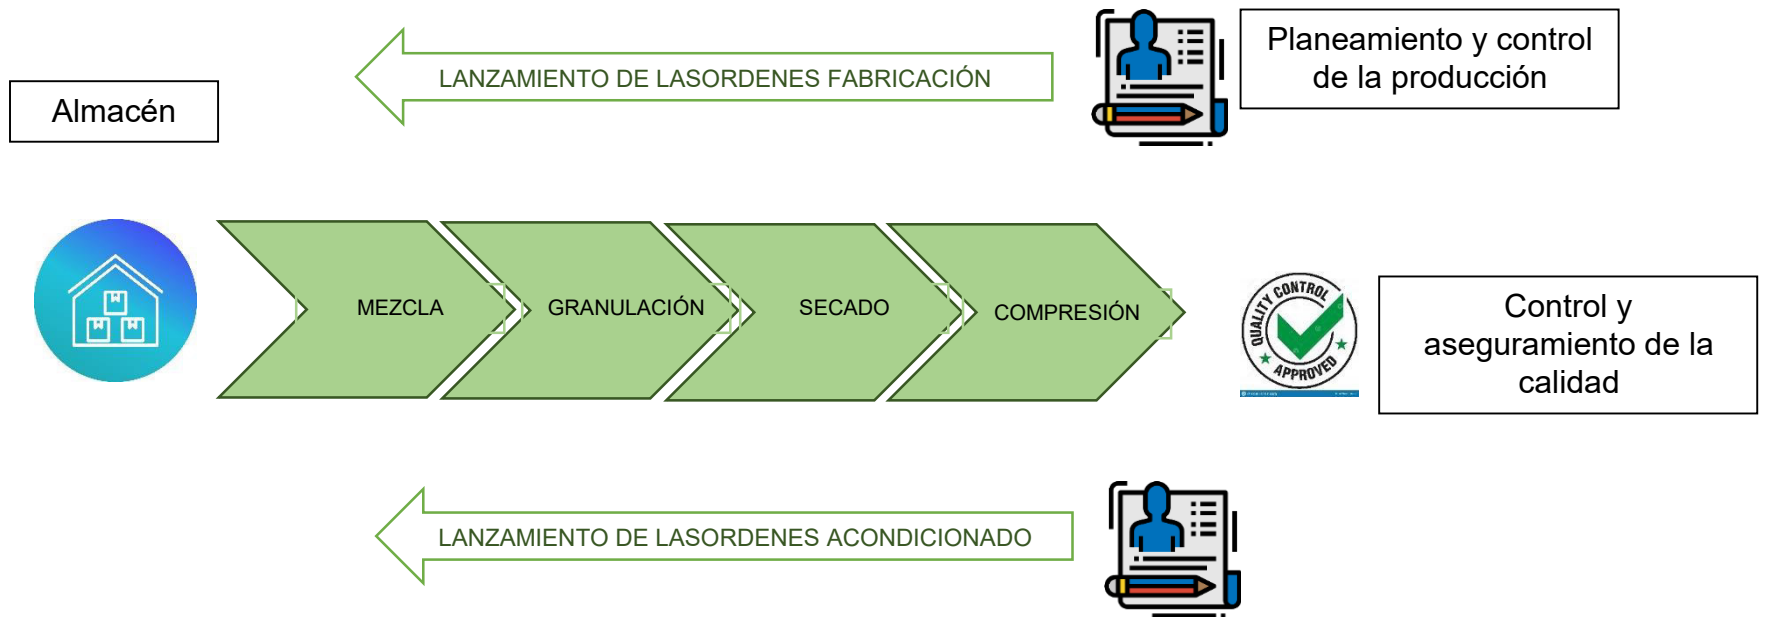 Planeamiento y control
de la producción
LANZAMIENTO DE LASORDENES FABRICACIÓN
Almacén
MEZCLA
GRANULACIÓN
SECADO
COMPRESIÓN
QUALITY CONTROL
APPROVED
Control y
aseguramiento de la
calidad
LANZAMIENTO DE LASORDENES ACONDICIONADO